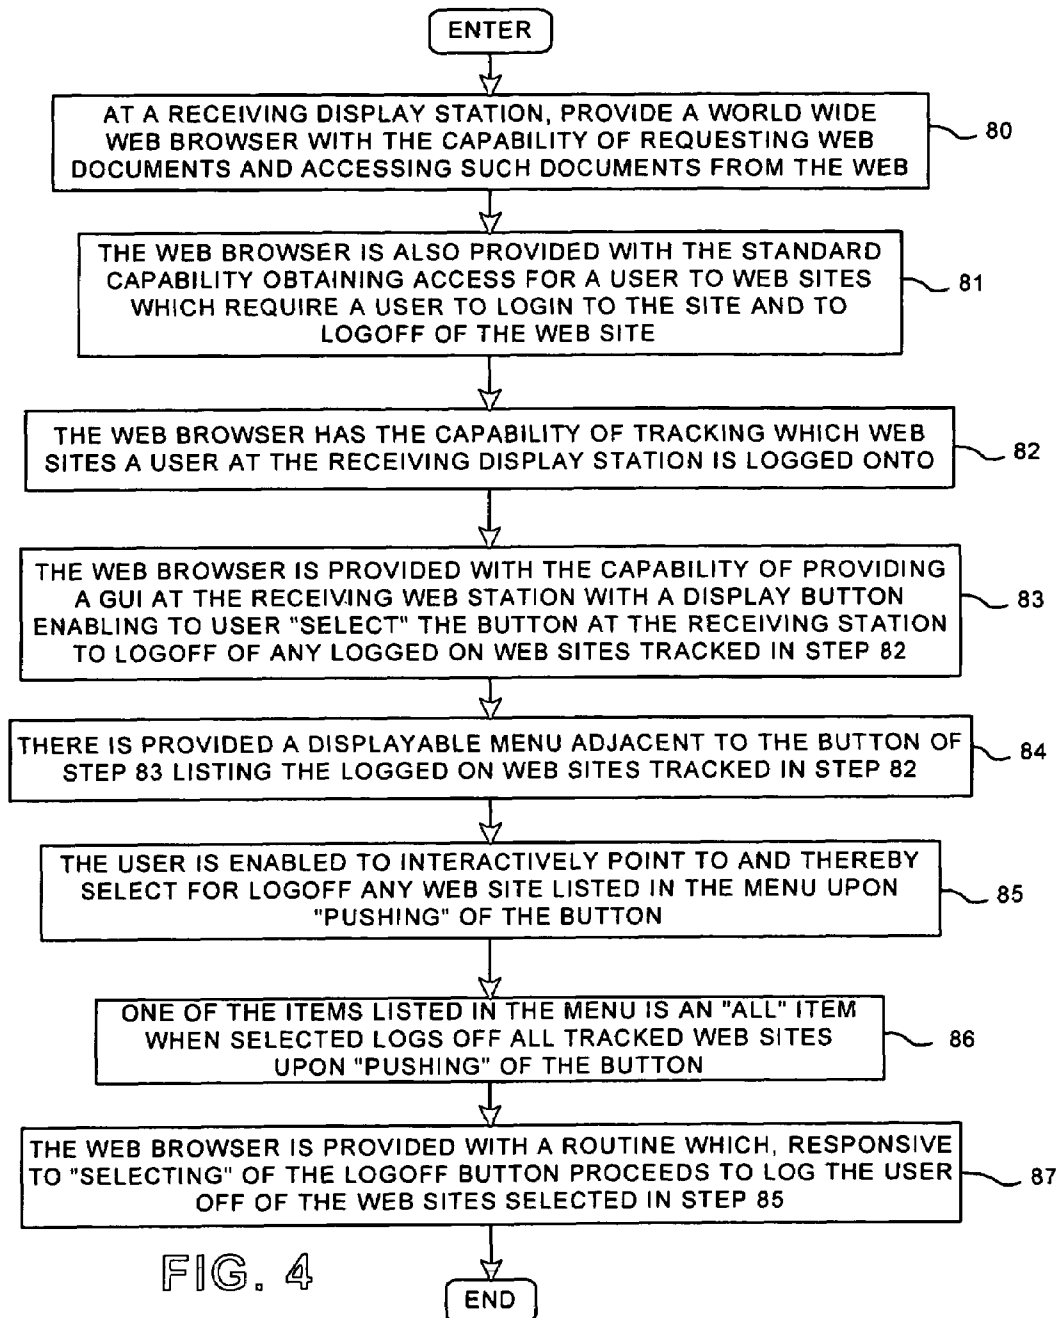 ENTER
AT A RECEIVING DISPLAY STATION, PROVIDE A WORLD WIDE
WEB BROWSER WITH THE CAPABILITY OF REQUESTING WEB
DOCUMENTS AND ACCESSING SUCH DOCUMENTS FROM THE WEB
80
THE WEB BROWSER IS ALSO PROVIDED WITH THE STANDARD
CAPABILITY OBTAINING ACCESS FOR A USER TO WEB SITES
WHICH REQUIRE A USER TO LOGIN TO THE SITE AND TO
LOGOFF OF THE WEB SITE
81
THE WEB BROWSER HAS THE CAPABILITY OF TRACKING WHICH WEB
SITES A USER AT THE RECEIVING DISPLAY STATION IS LOGGED ONTO
82
THE WEB BROWSER IS PROVIDED WITH THE CAPABILITY OF PROVIDING
A GUI AT THE RECEIVING WEB STATION WITH A DISPLAY BUTTON
ENABLING TO USER "SELECT" THE BUTTON AT THE RECEIVING STATION
TO LOGOFF OF ANY LOGGED ON WEB SITES TRACKED IN STEP 82
83
THERE IS PROVIDED A DISPLAYABLE MENU ADJACENT TO THE BUTTON OF
STEP 83 LISTING THE LOGGED ON WEB SITES TRACKED IN STEP 82
84
THE USER IS ENABLED TO INTERACTIVELY POINT TO AND THEREBY
SELECT FOR LOGOFF ANY WEB SITE LISTED IN THE MENU UPON
"PUSHING" OF THE BUTTON
85
ONE OF THE ITEMS LISTED IN THE MENU IS AN "ALL" ITEM
WHEN SELECTED LOGS OFF ALL TRACKED WEB SITES
UPON "PUSHING" OF THE BUTTON
86
THE WEB BROWSER IS PROVIDED WITH A ROUTINE WHICH, RESPONSIVE
TO "SELECTING" OF THE LOGOFF BUTTON PROCEEDS TO LOG THE USER
OFF OF THE WEB SITES SELECTED IN STEP 85
87
FIG. 4
END